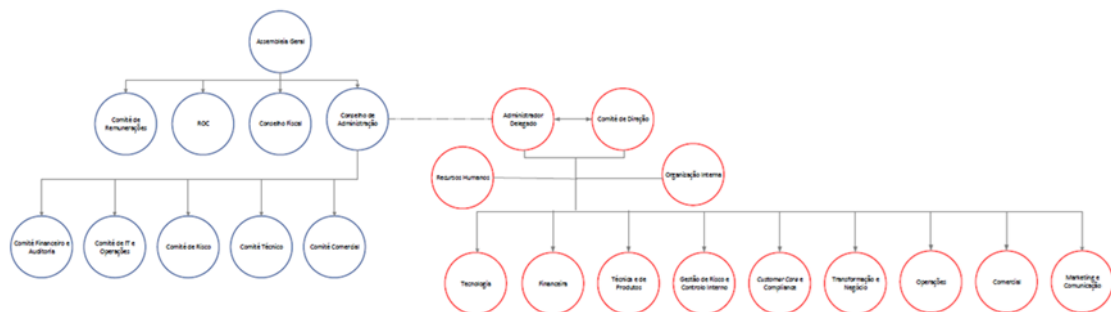 Assembleia Geral
Comité de
Remunerações
ROC
Conselho Fiscal
Conselho de
Administração
Administrador
Delegado
Comité de Direção
Recursos Humanos
Organização Interna
Comité Financeiro e
Auditoria
Comité de IT e
Operações
Comité de Risco
Comité Técnico
Comité Comercial
Tecnologia
Financeira
Técnica e de
Produtos
Gestão de Risco e
Controlo Interno
Customer Care e
Compliance
Transformação e
Negócio
Operações
Comercial
Marketing e
Comunicação